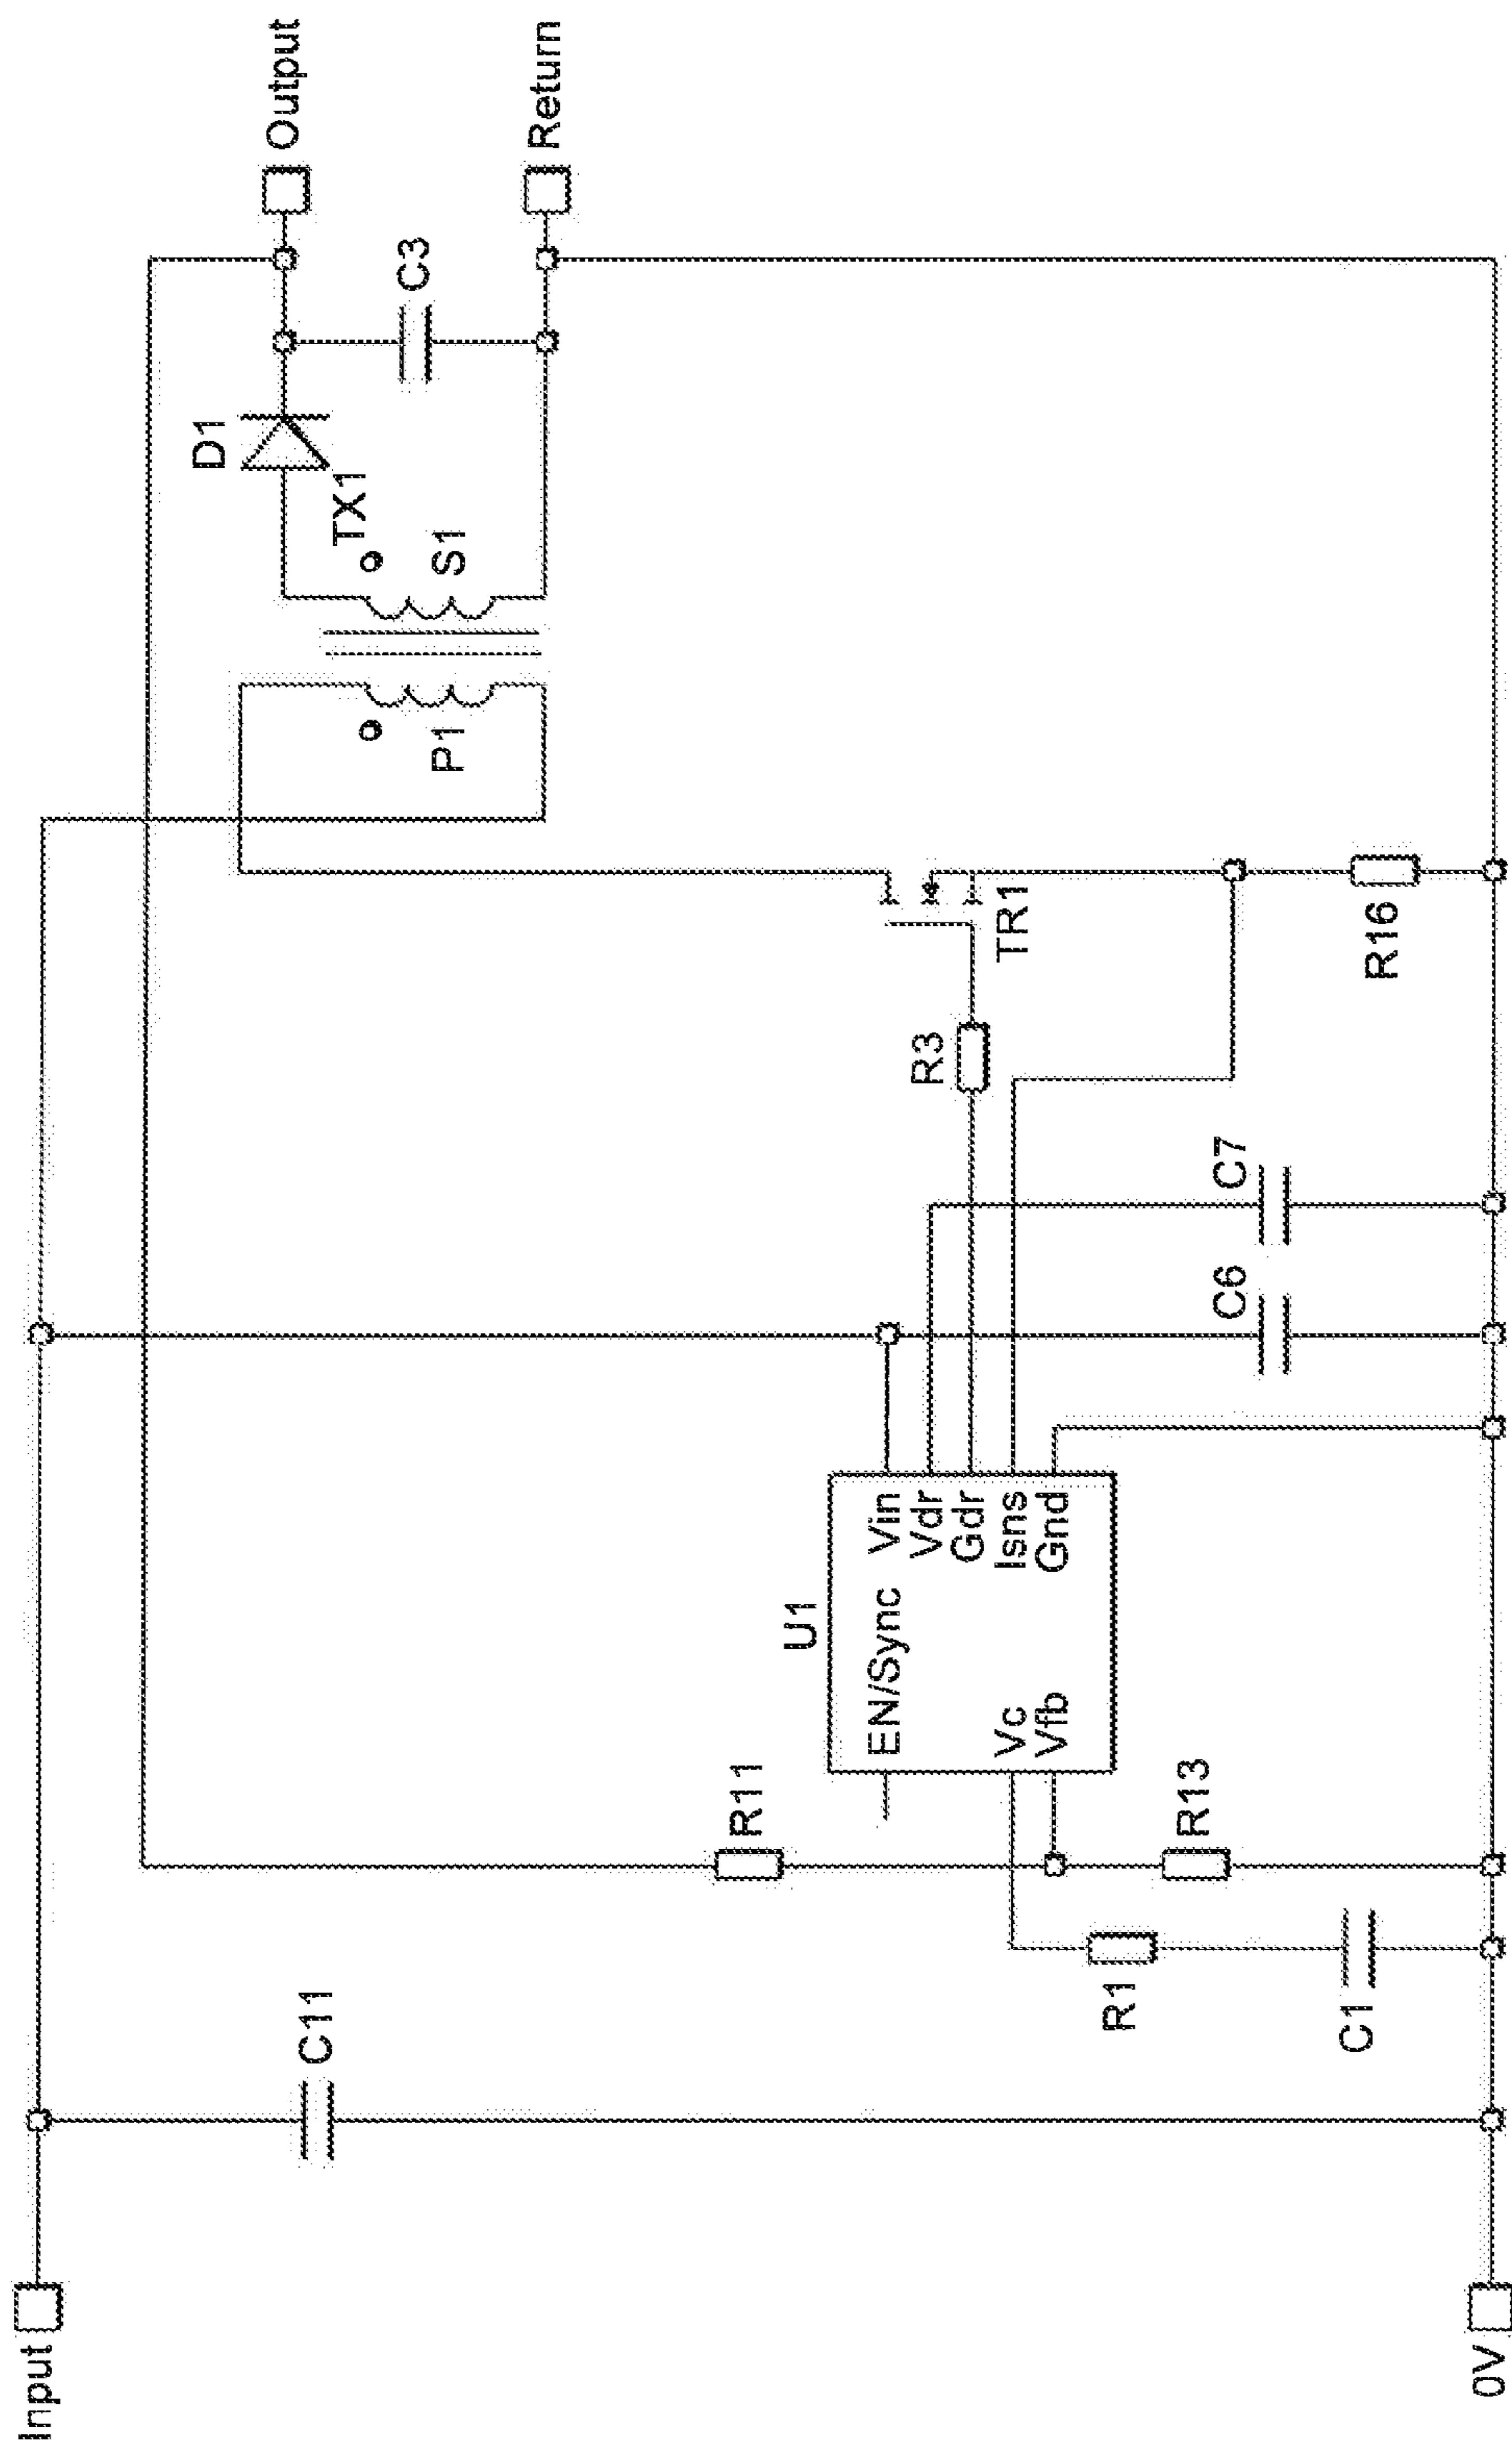 Input
0V
C11
R1
C1
R11
R13
U1
EN/Sync
Vc
Vfb
Vin
Vdr
Gdr
Isns
Gnd
C6
C7
R3
TR1
R16
P1
S1
TX1
D1
C3
Output
Return